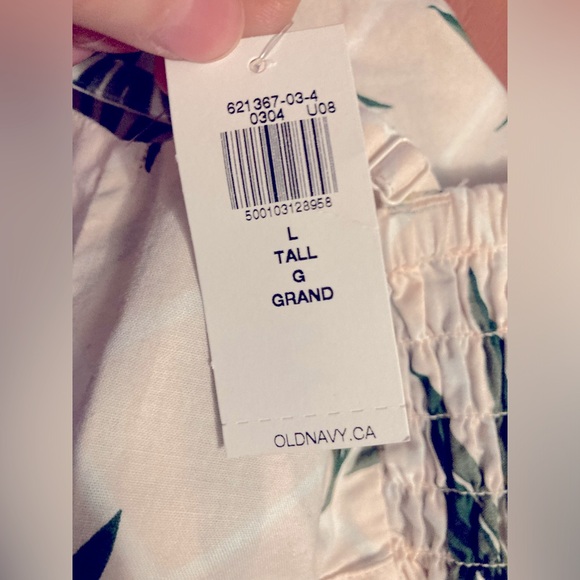 621367-03-4
0304 U08
500103128958
L
TALL
G
GRAND
OLDNAVY.CA